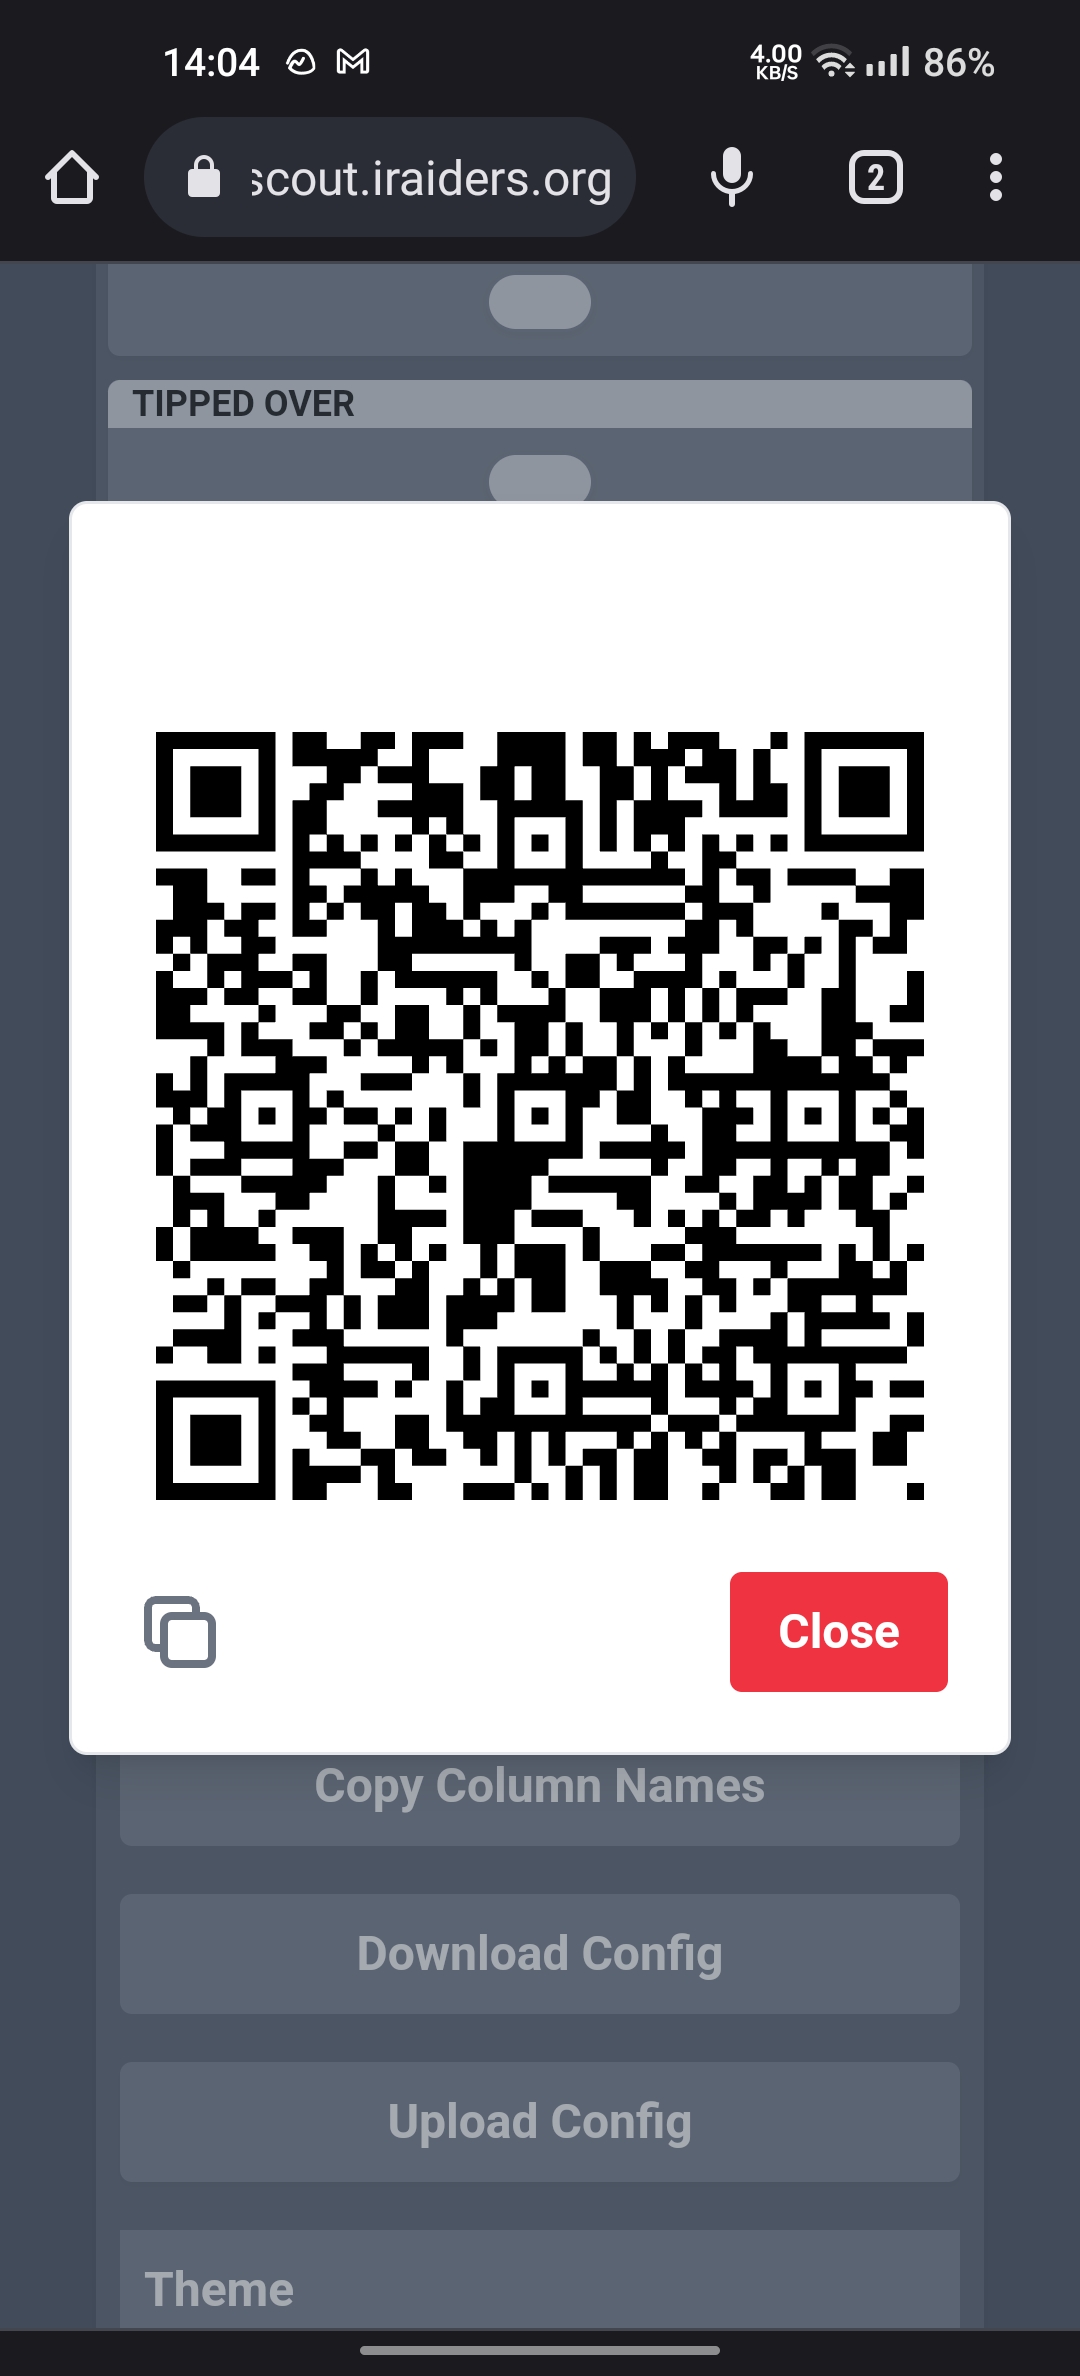 14:04
4.00
KB/S
86%
scout.iraiders.org
2
TIPPED OVER
Close
Copy Column Names
Download Config
Upload Config
Theme